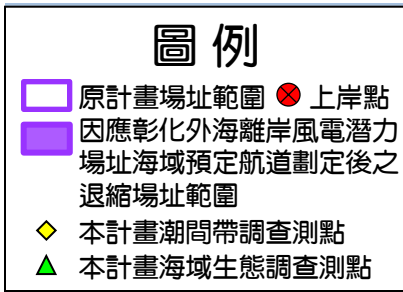 圖例
原計畫場址範圍 上岸點
因應彰化外海離岸風電潛力
場址海域預定航道劃定後之
退縮場址範圍
本計畫潮間帶調查測點
本計畫海域生態調查測點